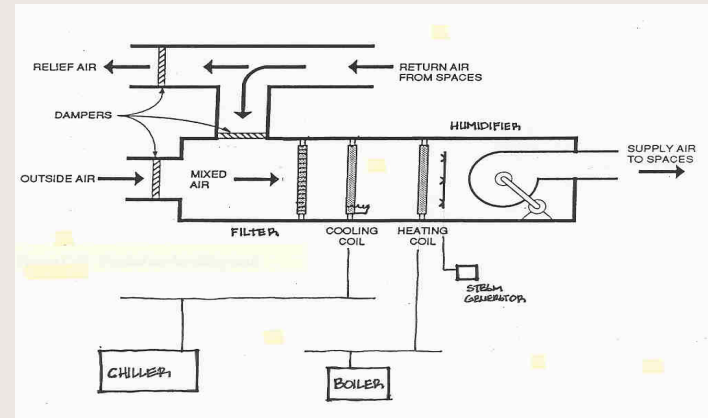 RELIEF AIR
RETURN AIR
FROM SPACES
DAMPERS
HUMIDIFIER
SUPPLY AIR
TO SPACES
OUTSIDE AIR
MIXED
AIR
FILTER
COOLING
COIL
HEATING
COIL
STEAM
GENERATOR
CHILLER
BOILER